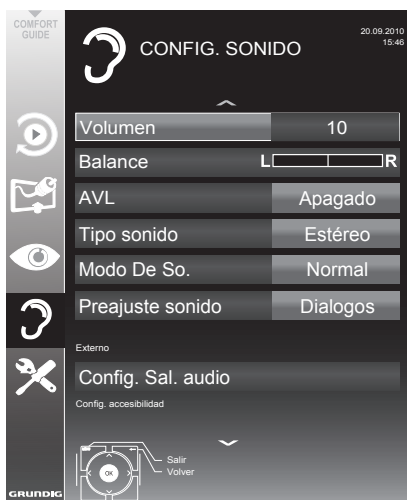 COMFORT
GUIDE
CONFIG. SONIDO
20.09.2010
15:46
Volumen 10
Balance L R
AVL Apagado
Tipo sonido Estéreo
Modo De So. Normal
Preajuste sonido Dialogos
Externo
Config. Sal. audio
Config. accesibilidad
Salir
Volver
OK
GRUNDIG